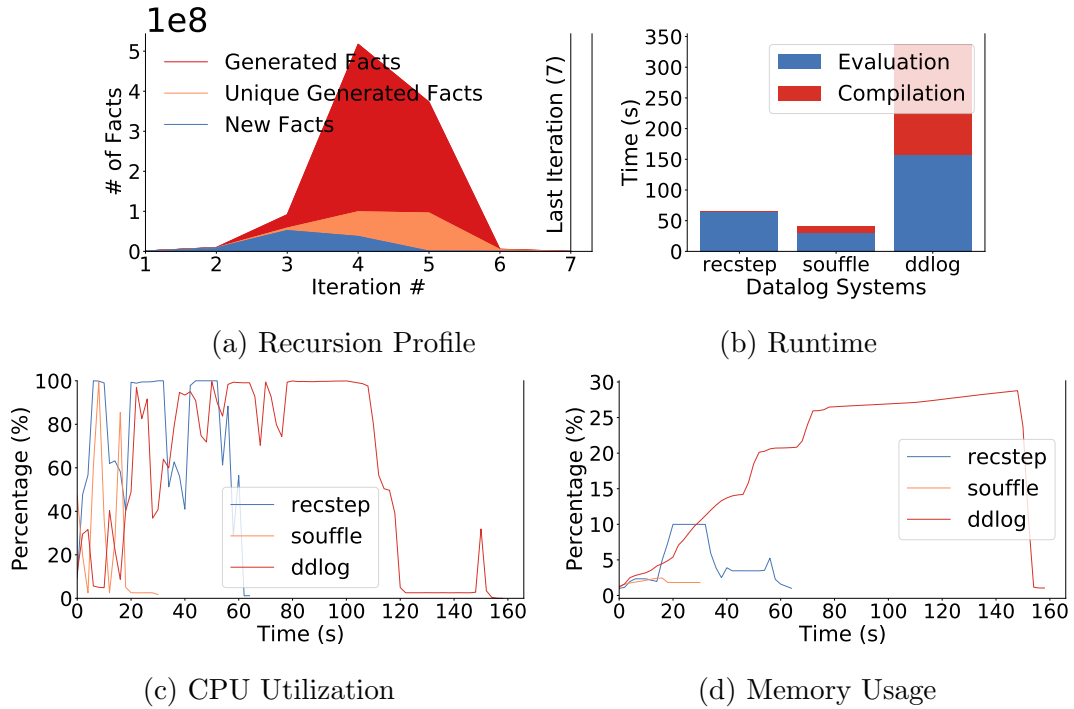 1e8
Generated Facts
Unique Generated Facts
New Facts
# of Facts
5
4
3
2
1
0
1 2 3 4 5 6 7
Iteration #
Last Iteration (7)
(a) Recursion Profile
Evaluation
Compilation
Time (s)
350
300
250
200
150
100
50
0
recstep souffle ddlog
Datalog Systems
(b) Runtime
Percentage (%)
100
80
60
40
20
0
0 20 40 60 80 100 120 140 160
Time (s)
recstep
souffle
ddlog
(c) CPU Utilization
Percentage (%)
30
25
20
15
10
5
0
0 20 40 60 80 100 120 140 160
Time (s)
recstep
souffle
ddlog
(d) Memory Usage